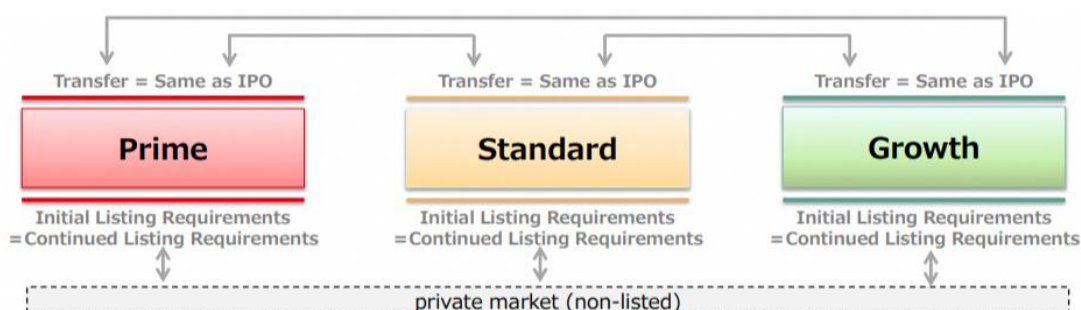 Transfer = Same as IPO
Transfer = Same as IPO
Transfer = Same as IPO
Prime
Standard
Growth
Initial Listing Requirements
=Continued Listing Requirements
Initial Listing Requirements
=Continued Listing Requirements
Initial Listing Requirements
=Continued Listing Requirements
private market (non-listed)